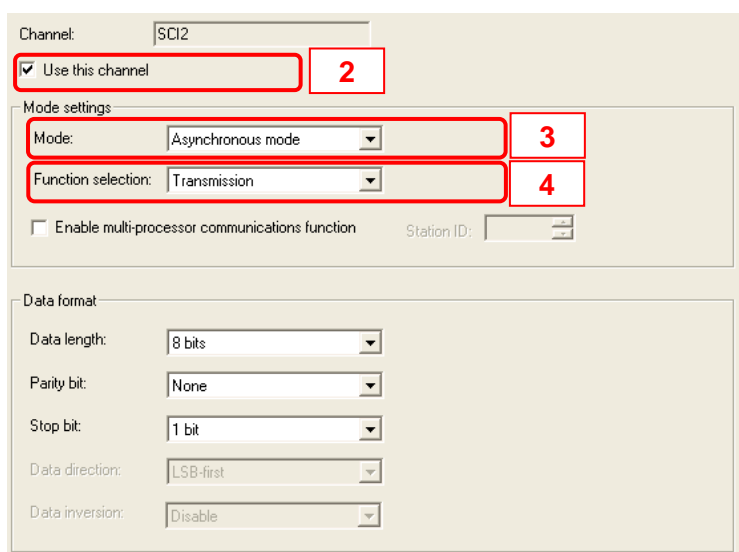 Channel: SCI2
Use this channel 2
Mode settings
Mode: Asynchronous mode 3
Function selection: Transmission 4
Enable multi-processor communications function Station ID:
Data format
Data length: 8 bits
Parity bit: None
Stop bit: 1 bit
Data direction: LSB-first
Data inversion: Disable